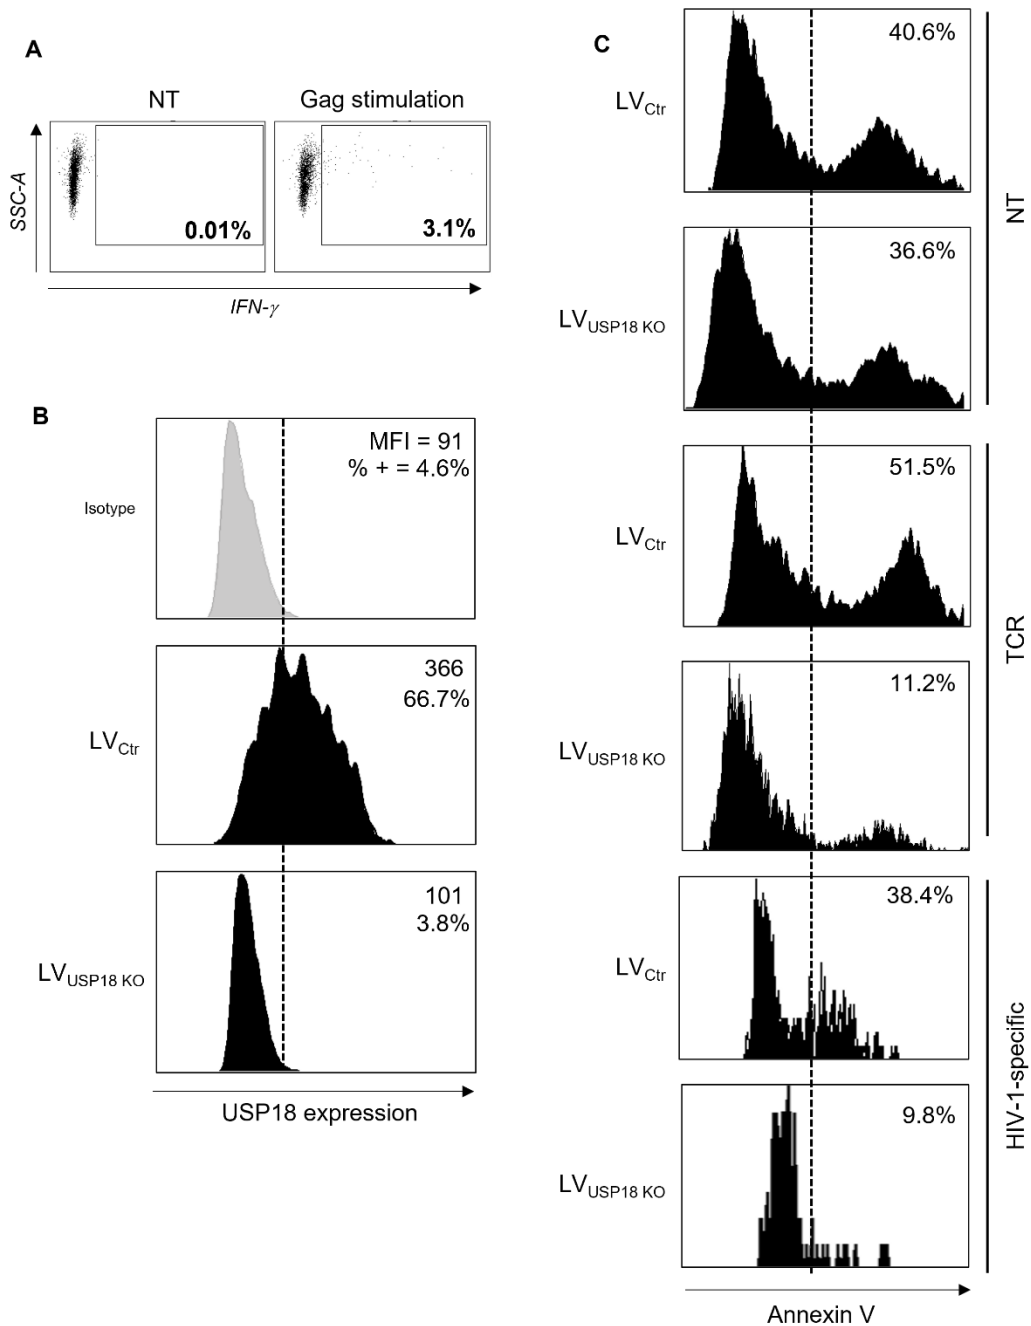 A
NT
Gag stimulation
SSC-A
0.01%
3.1%
IFN-γ
B
Isotype
MFI = 91
% + = 4.6%
LVCtr
366
66.7%
LVUSP18 KO
101
3.8%
USP18 expression
C
LVCtr
40.6%
LVUSP18 KO
36.6%
NT
LVCtr
51.5%
LVUSP18 KO
11.2%
TCR
LVCtr
38.4%
LVUSP18 KO
9.8%
HIV-1-specific
Annexin V